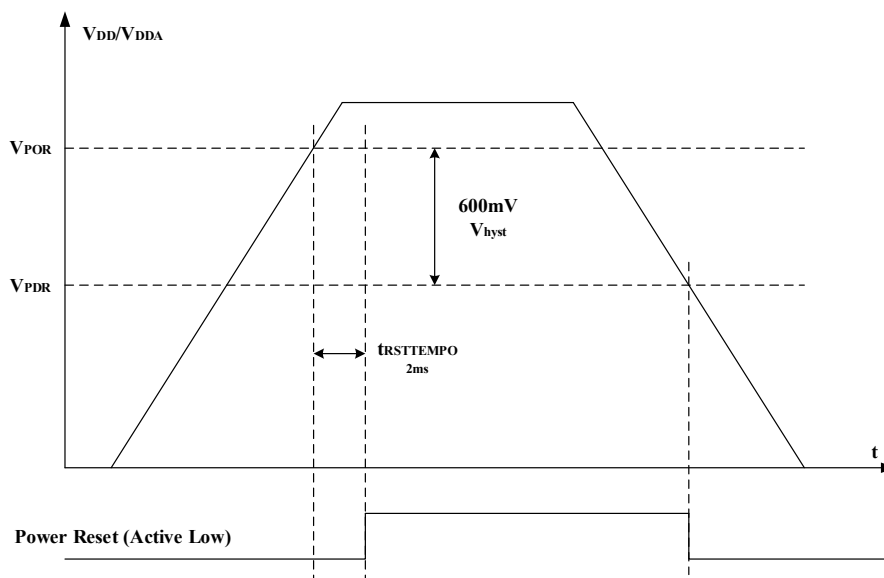 VDD/VDDA
VPOR
600mV
Vhyst
VPDR
tRSTTEMPO
2ms
t
Power Reset (Active Low)